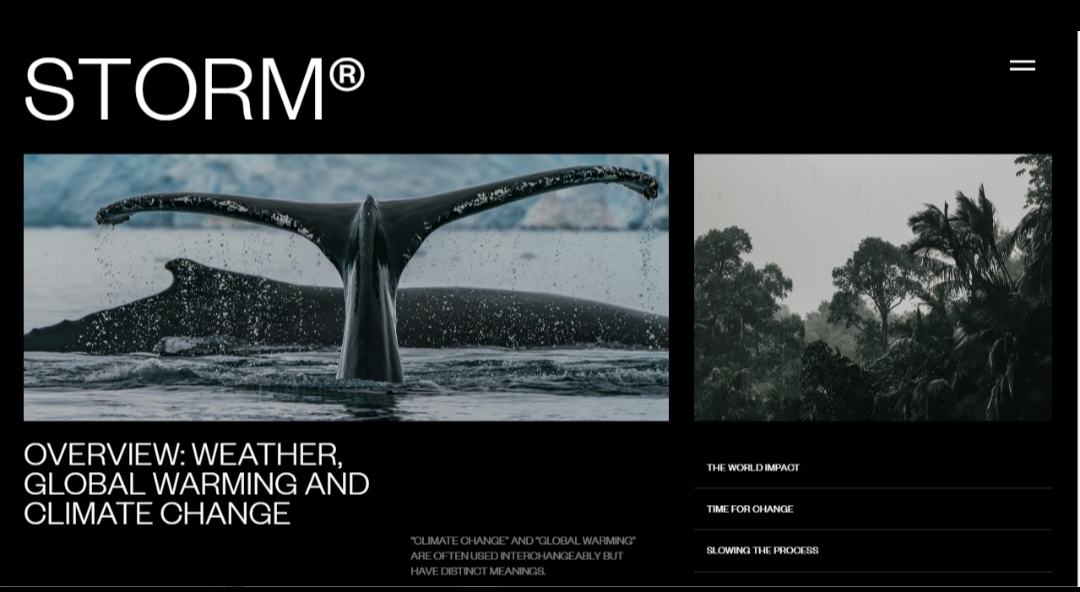 STORM®
OVERVIEW: WEATHER,
GLOBAL WARMING AND
CLIMATE CHANGE
"CLIMATE CHANGE" AND "GLOBAL WARMING"
ARE OFTEN USED INTERCHANGEABLY BUT
HAVE DISTINCT MEANINGS.
THE WORLD IMPACT
TIME FOR CHANGE
SLOWING THE PROCESS